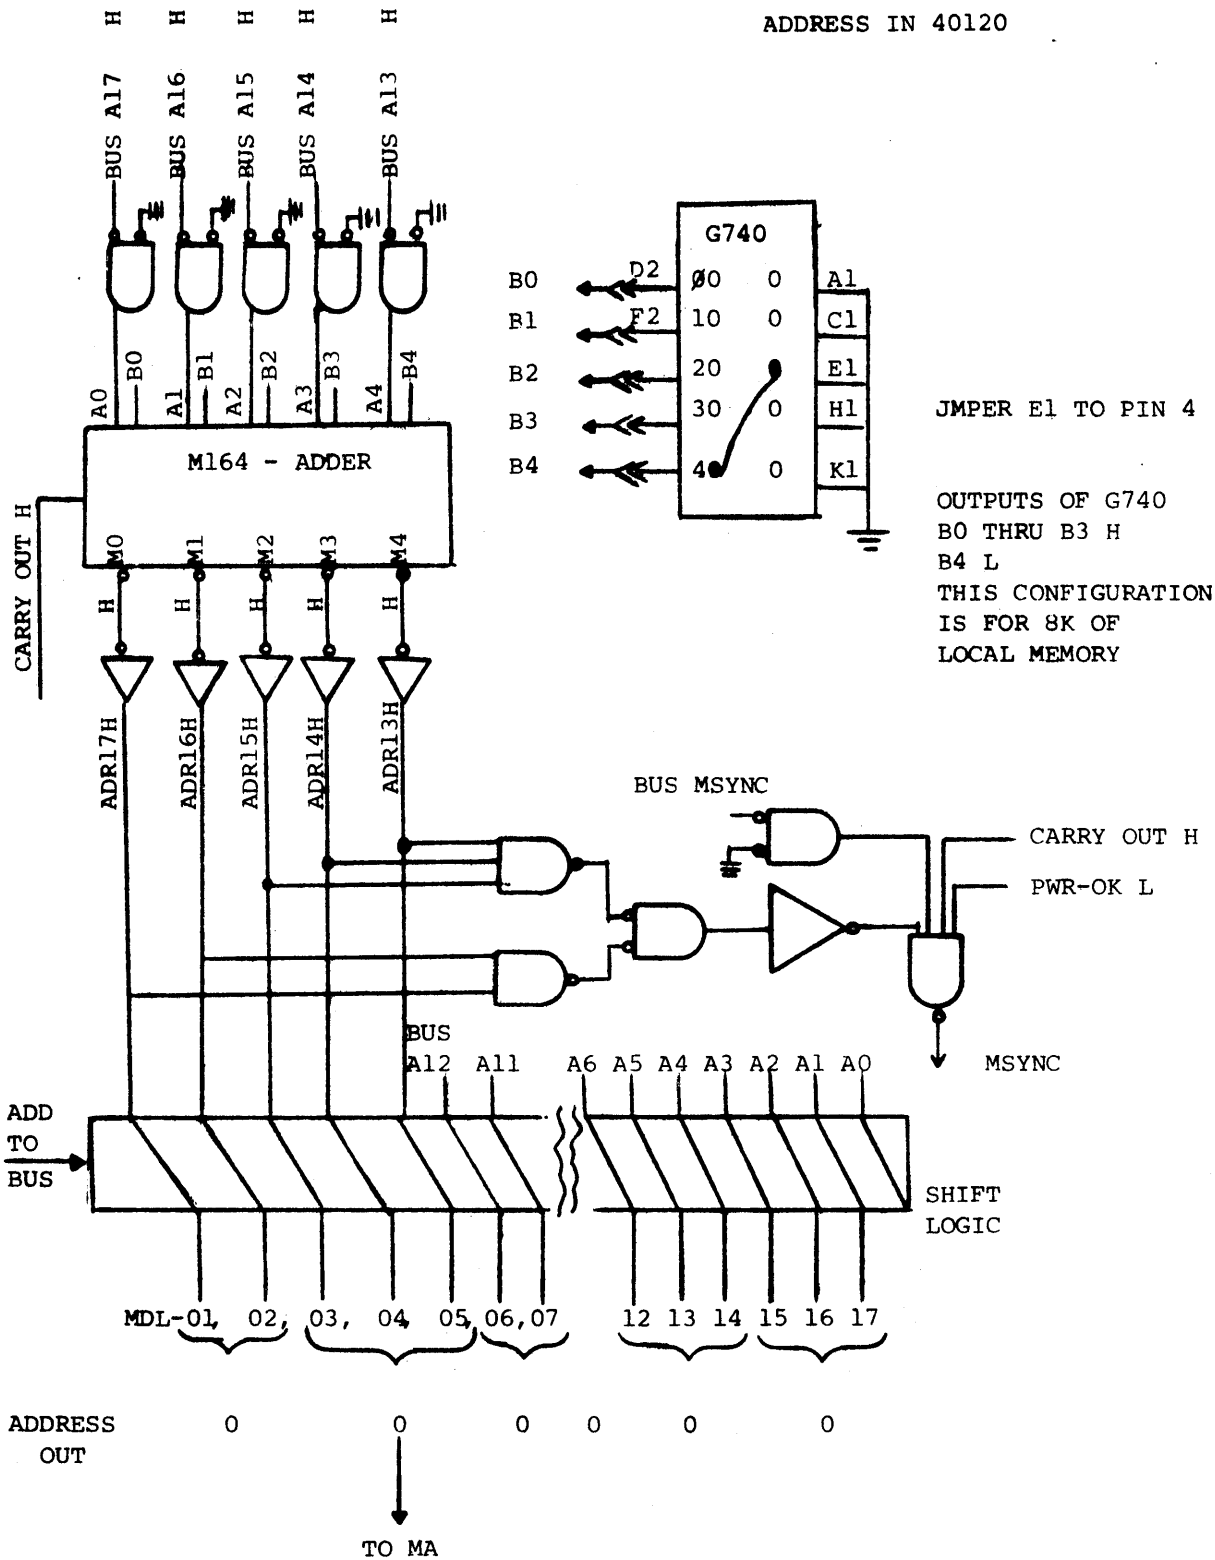 H H H H H
ADDRESS IN 40120
BUS A17 BUS A16 BUS A15 BUS A14 BUS A13
G740
B0 D2 00 0 A1
B1 F2 10 0 C1
B2 20 E1
B3 30 0 H1
B4 4 0 K1
A0 B0 A1 B1 A2 B2 A3 B3 A4 B4
M164 - ADDER
M0 M1 M2 M3 M4
CARRY OUT H
H H H H H
JMPER E1 TO PIN 4
OUTPUTS OF G740
B0 THRU B3 H
B4 L
THIS CONFIGURATION
IS FOR 8K OF
LOCAL MEMORY
ADR17H ADR16H ADR15H ADR14H ADR13H
BUS MSYNC
CARRY OUT H
PWR-OK L
MSYNC
BUS
A12 A11 A6 A5 A4 A3 A2 A1 A0
ADD
TO
BUS
SHIFT
LOGIC
MDL-01, 02, 03, 04, 05, 06, 07 12 13 14 15 16 17
ADDRESS
OUT
0 0 0 0 0 0
TO MA